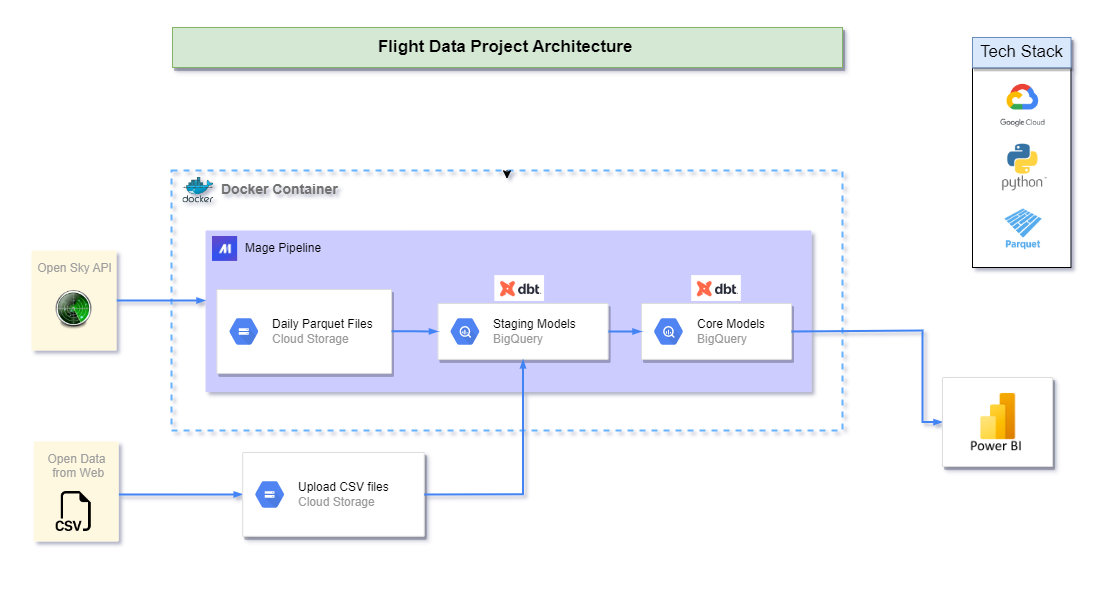 Flight Data Project Architecture
Tech Stack
Google Cloud
python
Parquet
docker
Docker Container
Mage Pipeline
Open Sky API
dbt
dbt
Daily Parquet Files
Cloud Storage
Staging Models
BigQuery
Core Models
BigQuery
Power BI
Open Data
from Web
CSV
Upload CSV files
Cloud Storage